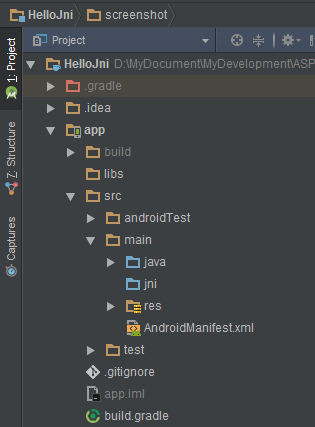 HelloJni screenshot
1: Project
7: Structure
Captures
Project
HelloJni D:\MyDocument\MyDevelopment\ASP
.gradle
.idea
app
build
libs
src
androidTest
main
java
jni
res
AndroidManifest.xml
test
.gitignore
app.iml
build.gradle